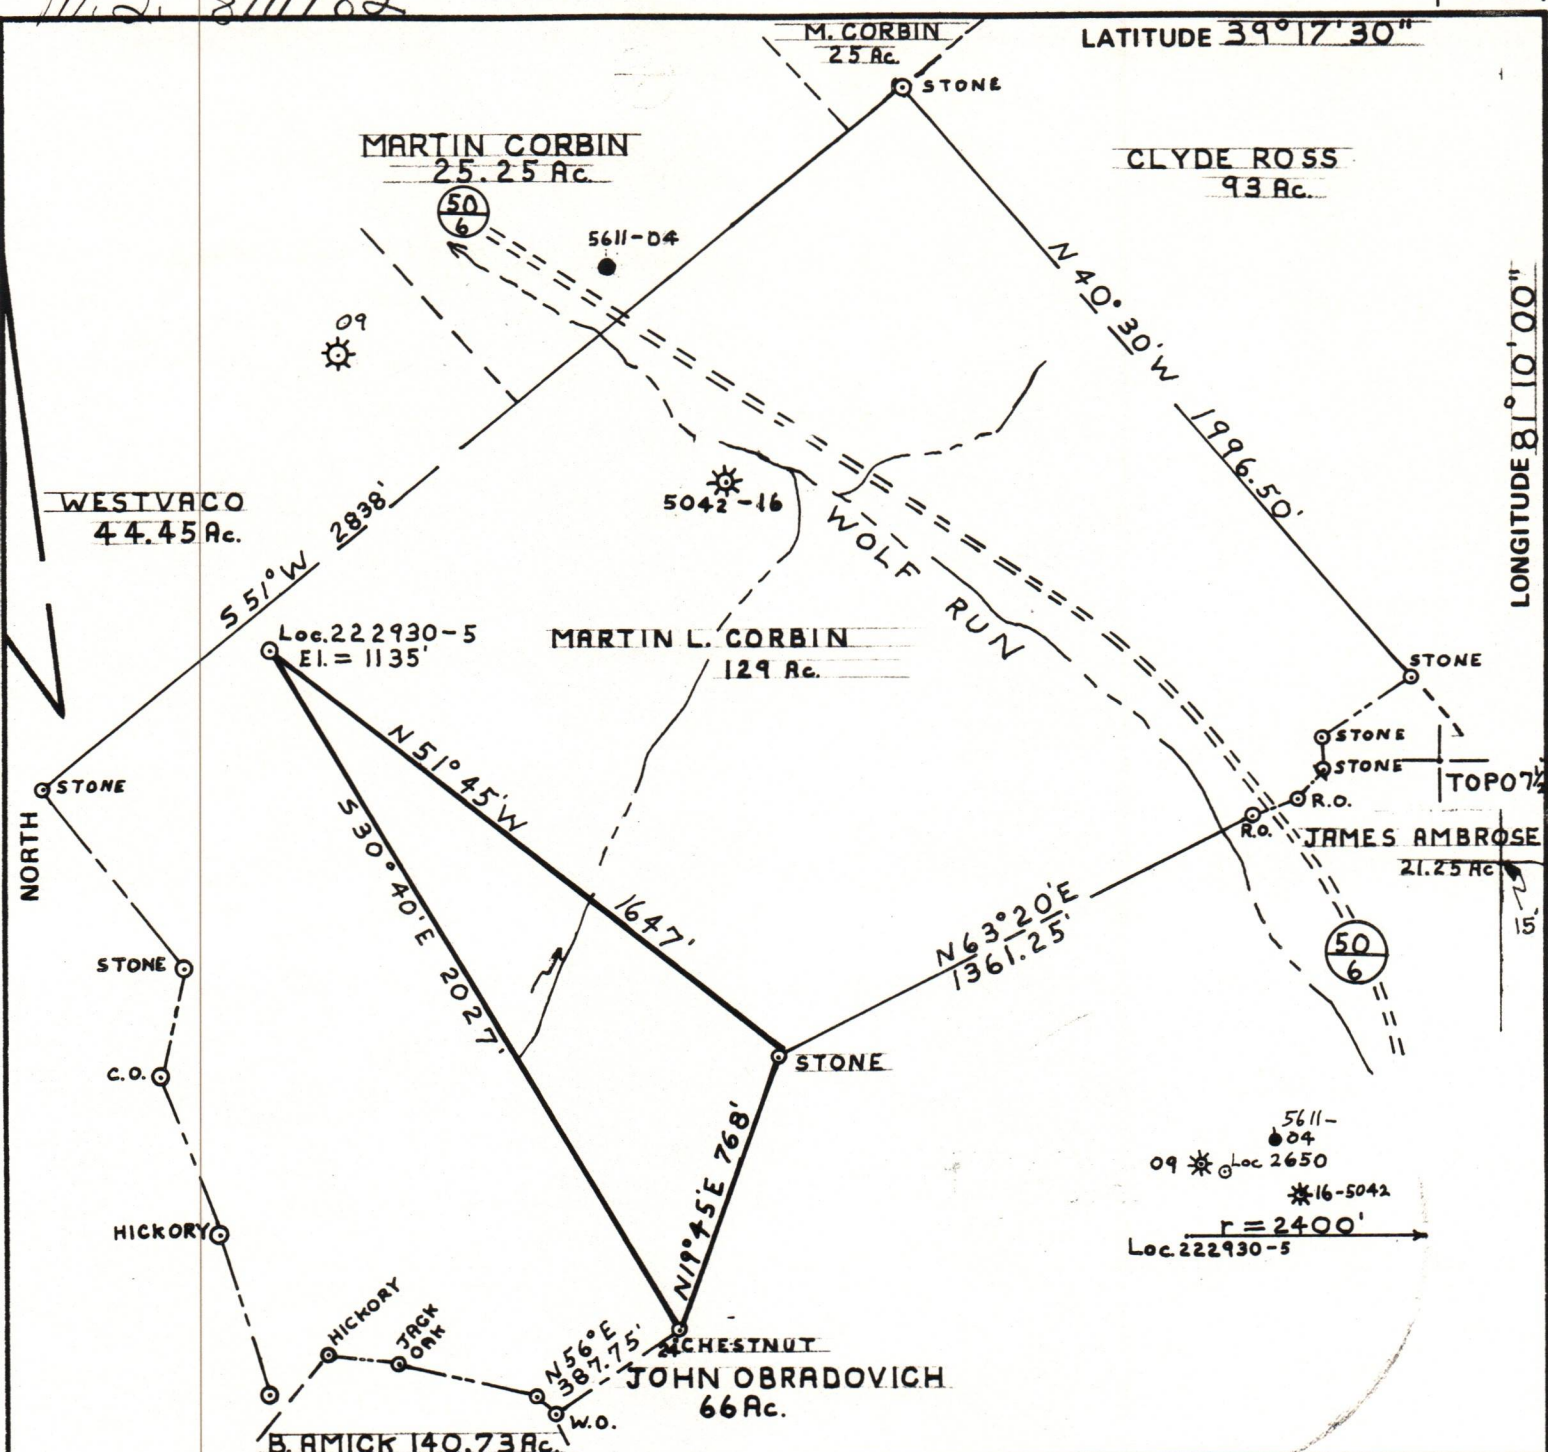 M. CORBIN
25 Ac.
LATITUDE 39°17'30"
STONE
MARTIN CORBIN
25.25 Ac.
CLYDE ROSS
93 Ac.
50
6
5611-04
09
N 40°30'W 1996.50'
LONGITUDE 81°10'00"
WESTVACO
44.45 Ac.
S 51° W 2838'
5042-16
WOLF RUN
Loc. 222930-5
El. = 1135'
MARTIN L. CORBIN
129 Ac.
STONE
STONE
STONE
TOPO 7½
R.O.
R.O.
JAMES AMBROSE
21.25 Ac
15'
STONE
NORTH
N 51° 45' W 1647'
S 30° 40' E 2027'
N 63° 20' E
1361.25'
50
6
STONE
STONE
C.O.
N 19° 45' E 768'
HICKORY
5611-
04
09
Loc 2650
16-5042
r = 2400'
Loc. 222930-5
HICKORY
JACK
OAK
N 56° E
387.75'
CHESTNUT
JOHN OBRADOVICH
66 Ac.
W.O.
B. AMICK 140.73 Ac.